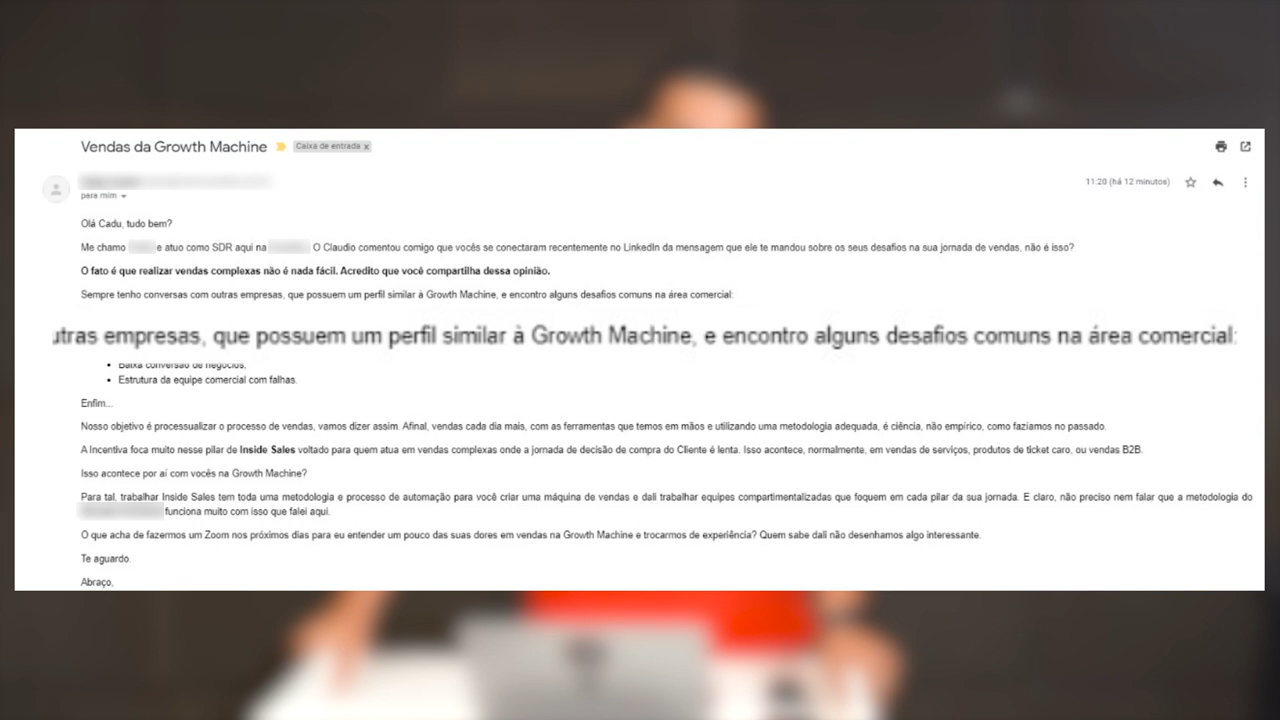 Vendas da Growth Machine
Caixa de entrada x
11:20 (há 12 minutos)
para mim
Olá Cadu, tudo bem?
Me chamo e atuo como SDR aqui na O Claudio comentou comigo que vocês se conectaram recentemente no LinkedIn da mensagem que ele te mandou sobre os seus desafios na sua jornada de vendas, não é isso?
O fato é que realizar vendas complexas não é nada fácil. Acredito que você compartilha dessa opinião.
Sempre tenho conversas com outras empresas, que possuem um perfil similar à Growth Machine, e encontro alguns desafios comuns na área comercial:
utras empresas, que possuem um perfil similar à Growth Machine, e encontro alguns desafios comuns na área comercial:
• Baixa conversão de negócios;
• Estrutura da equipe comercial com falhas.
Enfim...
Nosso objetivo é processualizar o processo de vendas, vamos dizer assim. Afinal, vendas cada dia mais, com as ferramentas que temos em mãos e utilizando uma metodologia adequada, é ciência, não empírico, como fazíamos no passado.
A Incentiva foca muito nesse pilar de Inside Sales voltado para quem atua em vendas complexas onde a jornada de decisão de compra do Cliente é lenta. Isso acontece, normalmente, em vendas de serviços, produtos de ticket caro, ou vendas B2B.
Isso acontece por aí com vocês na Growth Machine?
Para tal, trabalhar Inside Sales tem toda uma metodologia e processo de automação para você criar uma máquina de vendas e dali trabalhar equipes compartimentalizadas que foquem em cada pilar da sua jornada. E claro, não preciso nem falar que a metodologia do
funciona muito com isso que falei aqui.
O que acha de fazermos um Zoom nos próximos dias para eu entender um pouco das suas dores em vendas na Growth Machine e trocarmos de experiência? Quem sabe dali não desenhamos algo interessante.
Te aguardo.
Abraço,